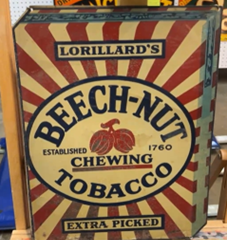 LORILLARD'S
BEECH-NUT
ESTABLISHED 1760
CHEWING
TOBACCO
EXTRA PICKED